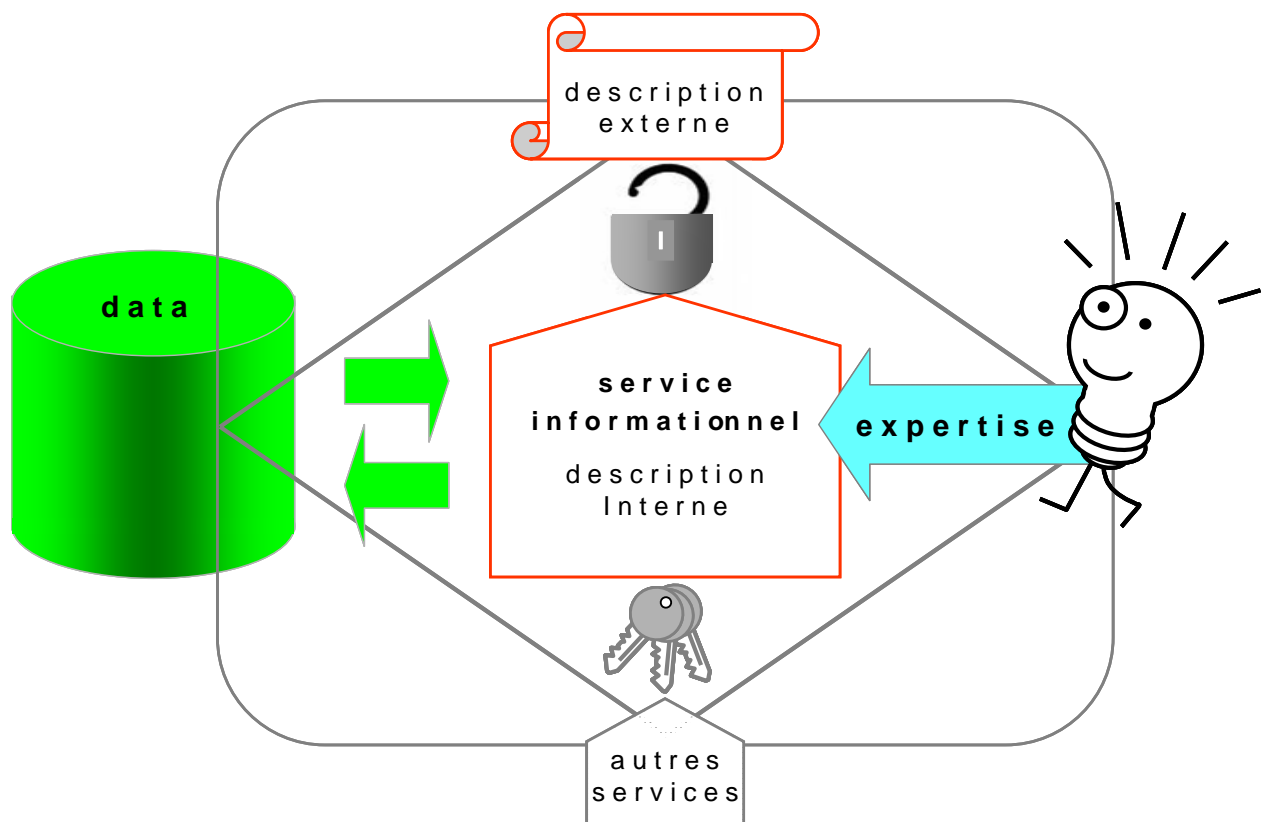 description
externe
data
service
informationnel
description
Interne
expertise
autres
services